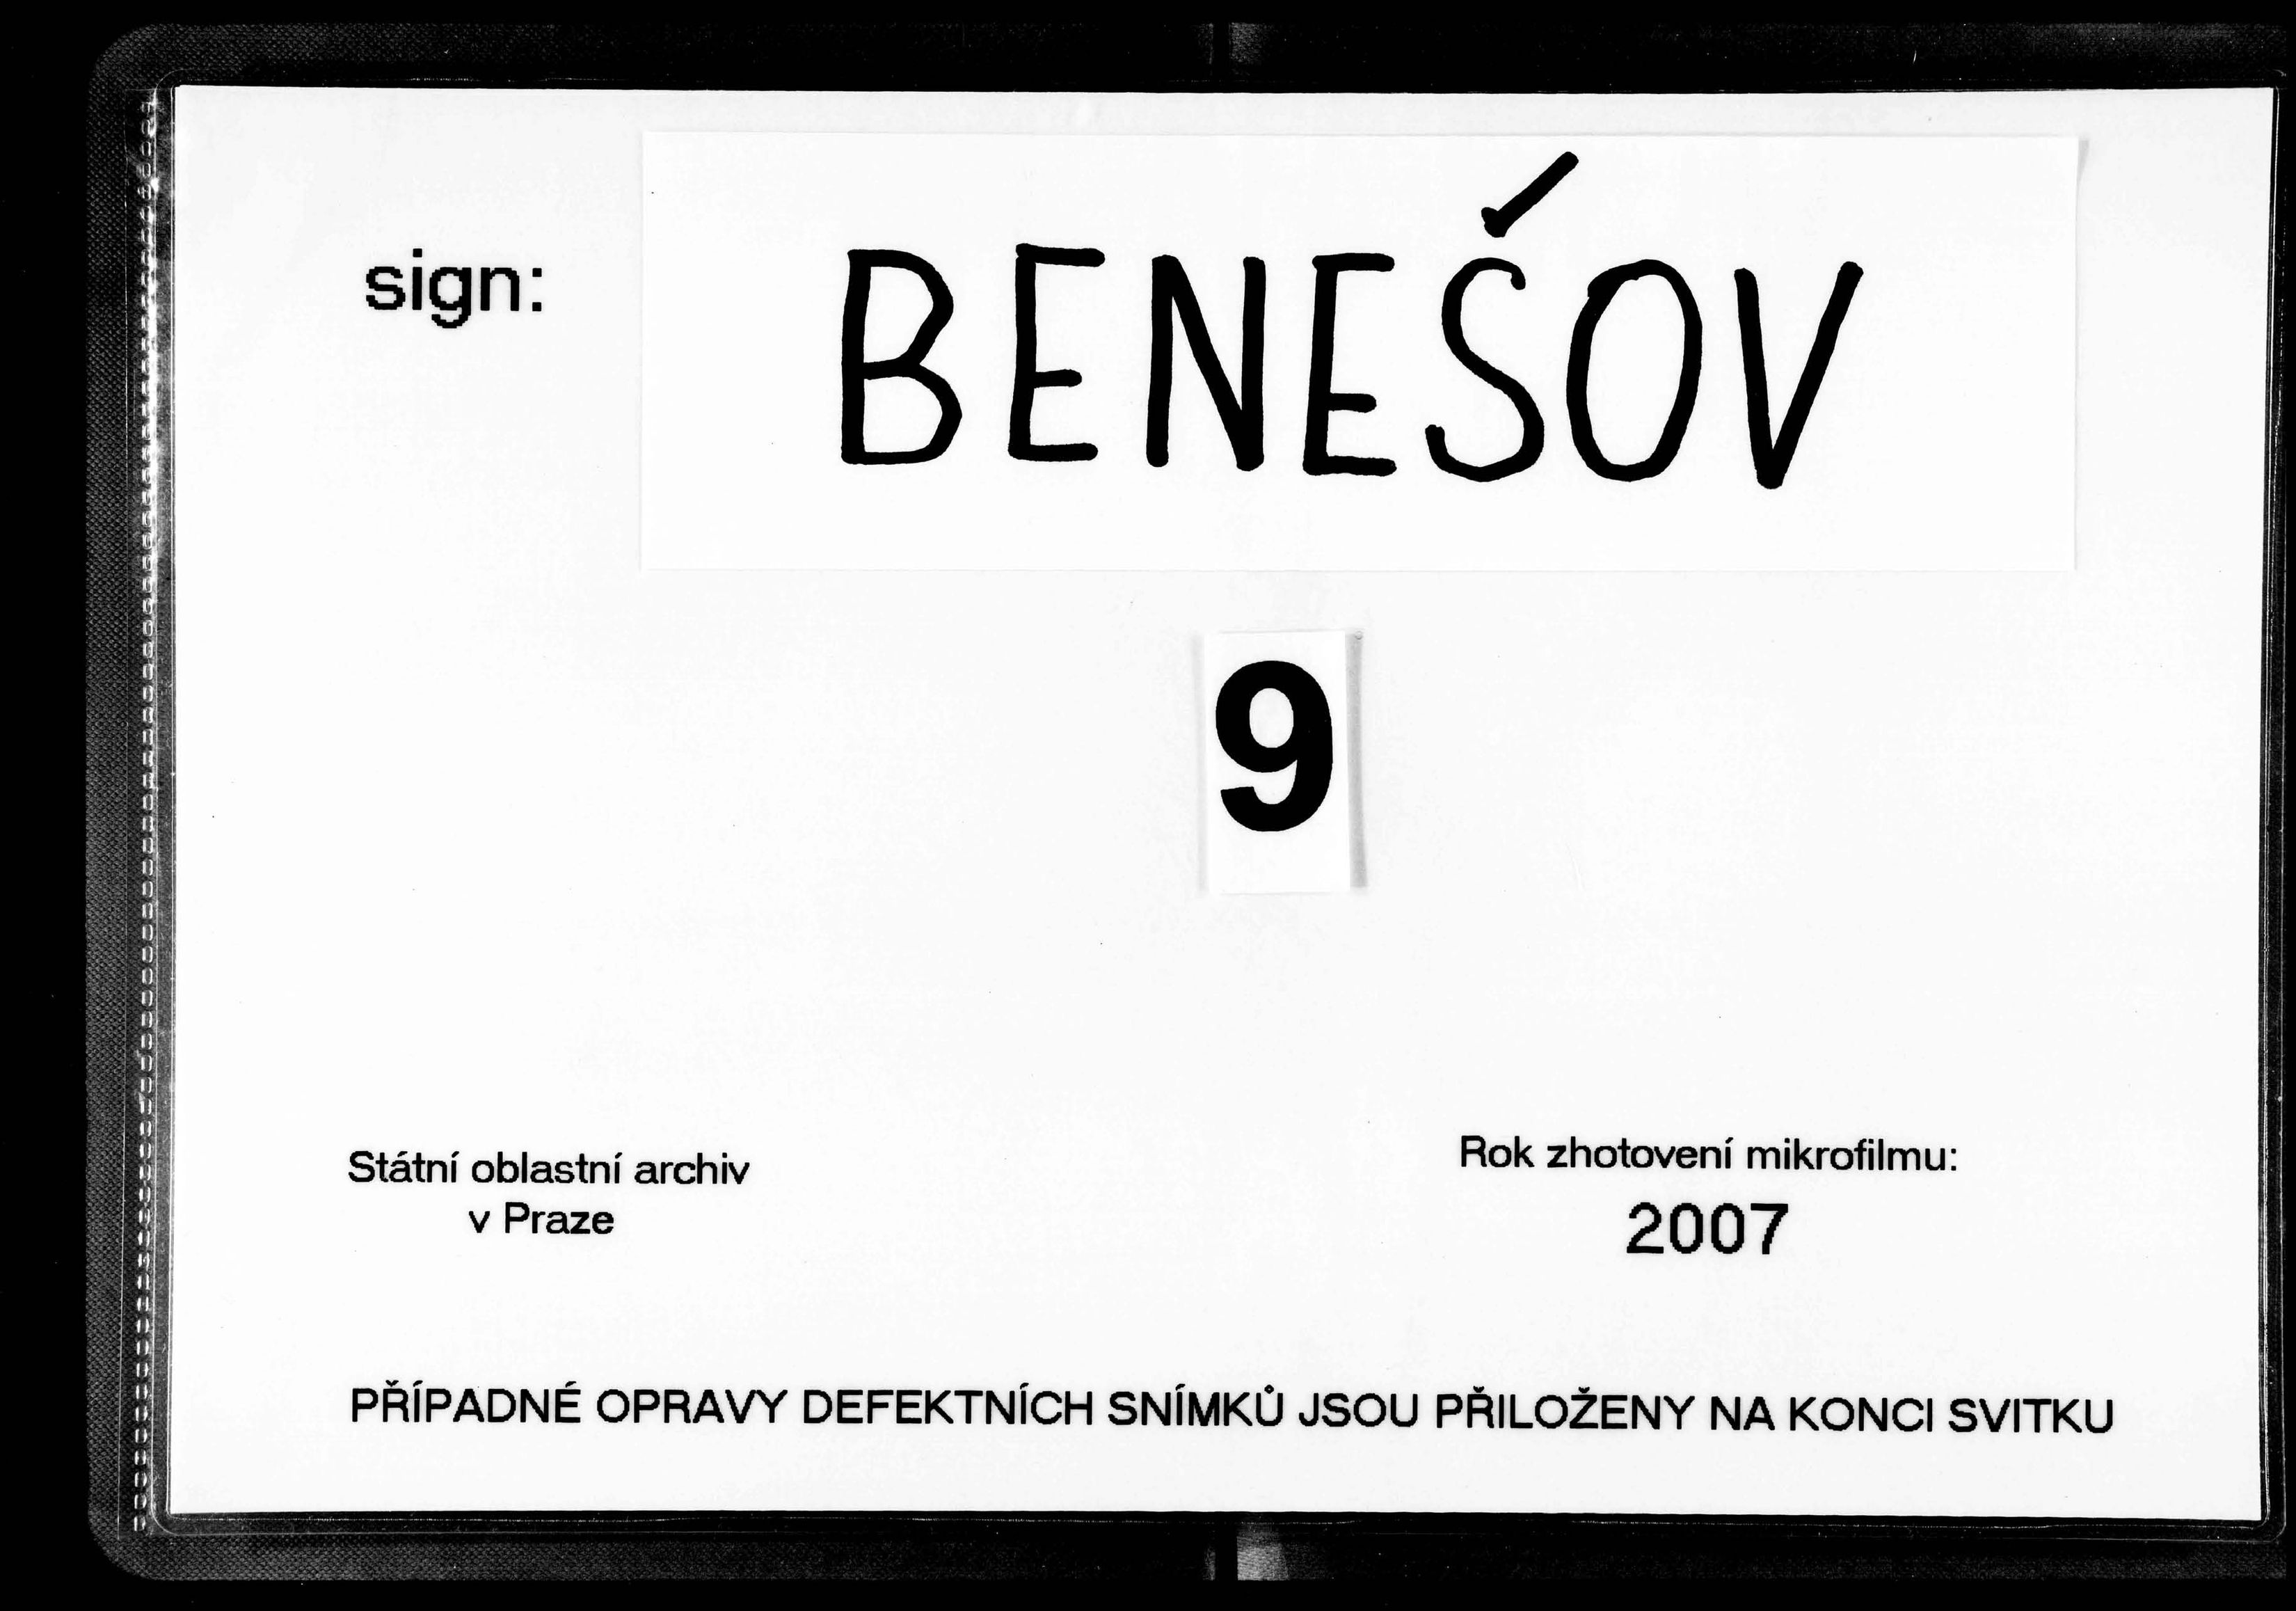 sign: BENEŠOV
9
Státní oblastní archiv
v Praze
Rok zhotovení mikrofilmu:
2007
PŘÍPADNÉ OPRAVY DEFEKTNÍCH SNÍMKŮ JSOU PŘILOŽENY NA KONCI SVITKU